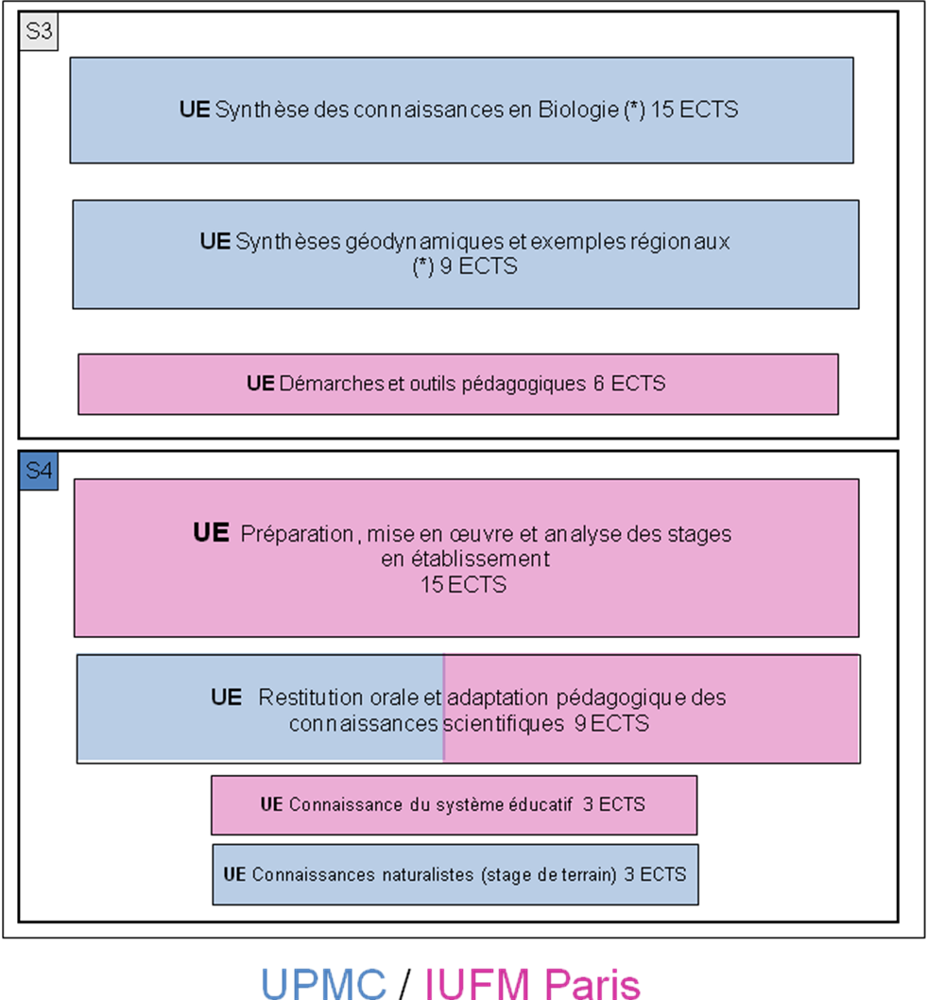 S3
UE Synthèse des connaissances en Biologie (*) 15 ECTS
UE Synthèses géodynamiques et exemples régionaux
(*) 9 ECTS
UE Démarches et outils pédagogiques 6 ECTS
S4
UE Préparation, mise en œuvre et analyse des stages
en établissement
15 ECTS
UE Restitution orale et adaptation pédagogique des
connaissances scientifiques 9 ECTS
UE Connaissance du système éducatif 3 ECTS
UE Connaissances naturalistes (stage de terrain) 3 ECTS
UPMC / IUFM Paris